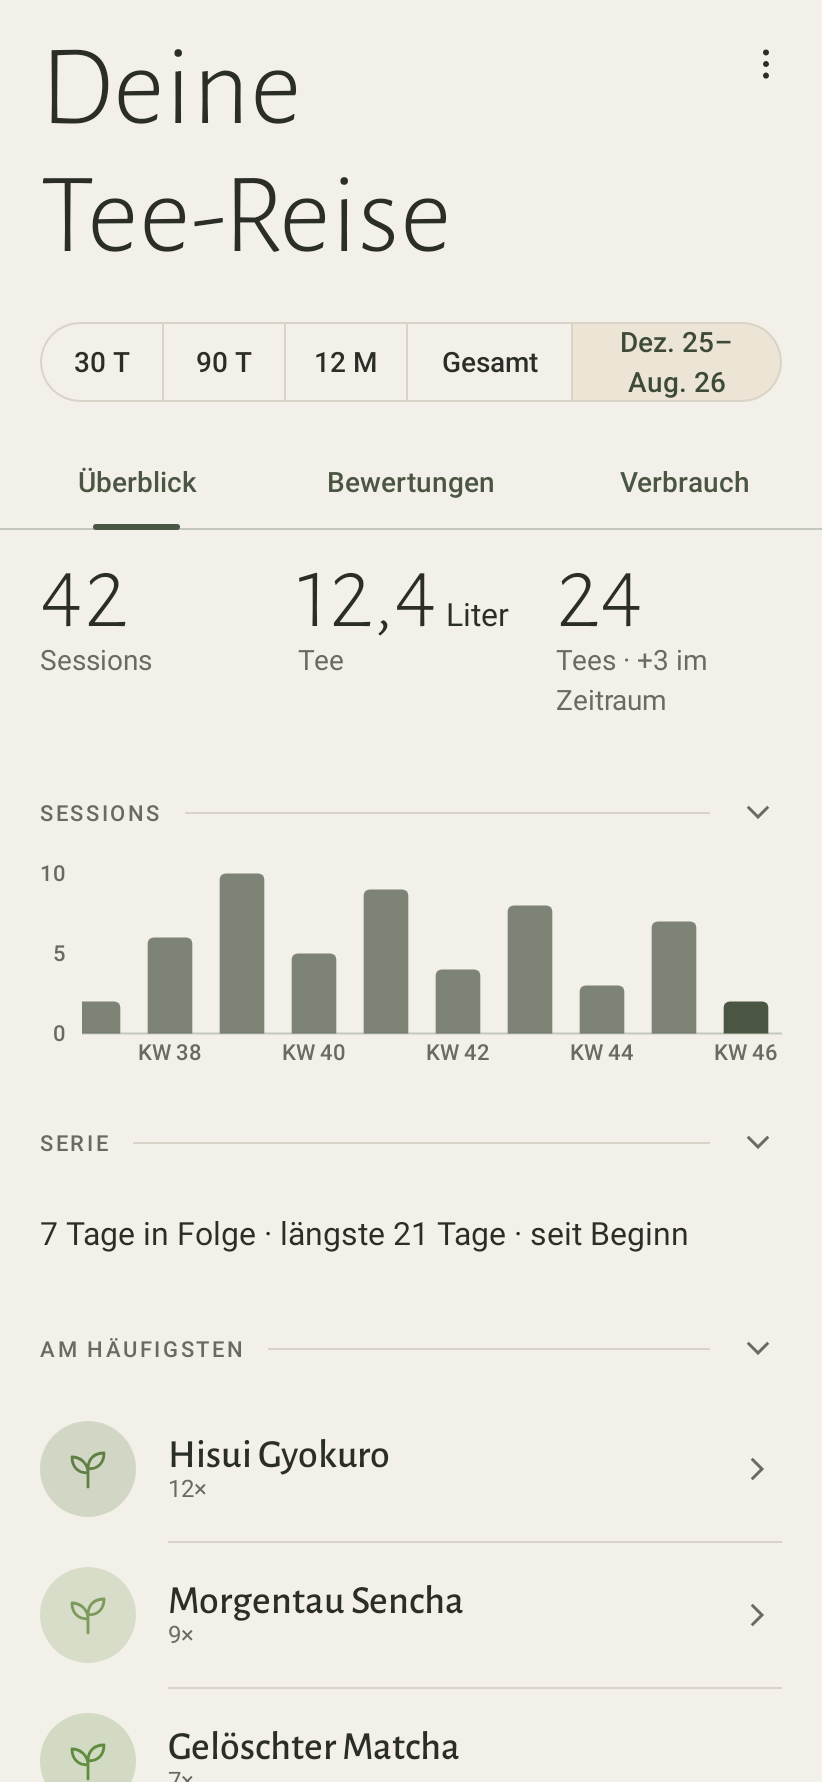 Deine
Tee-Reise
30 T
90 T
12 M
Gesamt
Dez. 25–
Aug. 26
Überblick
Bewertungen
Verbrauch
42
Sessions
12,4 Liter
Tee
24
Tees · +3 im
Zeitraum
SESSIONS
10
5
0
KW 38
KW 40
KW 42
KW 44
KW 46
SERIE
7 Tage in Folge · längste 21 Tage · seit Beginn
AM HÄUFIGSTEN
Hisui Gyokuro
12×
Morgentau Sencha
9×
Gelöschter Matcha
7×